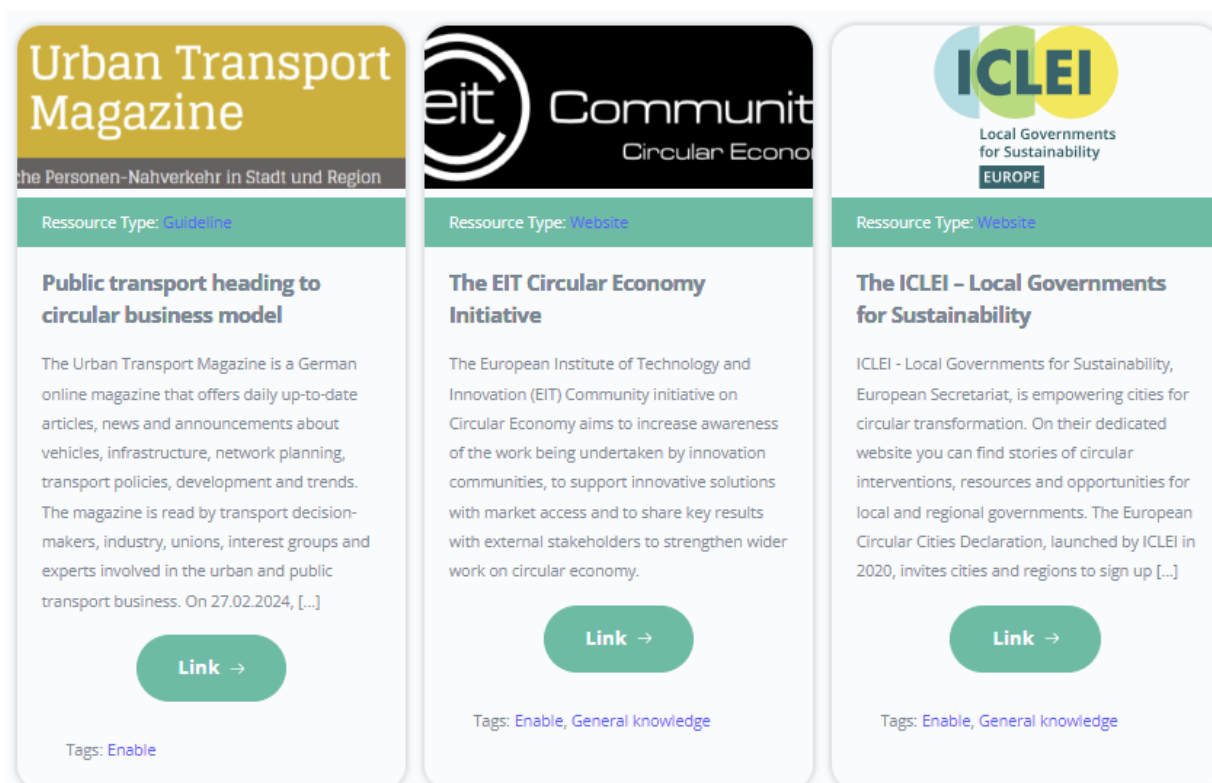 Urban Transport
Magazine
che Personen-Nahverkehr in Stadt und Region
Ressource Type: Guideline
Public transport heading to
circular business model
The Urban Transport Magazine is a German
online magazine that offers daily up-to-date
articles, news and announcements about
vehicles, infrastructure, network planning,
transport policies, development and trends.
The magazine is read by transport decision-
makers, industry, unions, interest groups and
experts involved in the urban and public
transport business. On 27.02.2024, [...]
Link →
Tags: Enable
eit Communit
Circular Econo
Ressource Type: Website
The EIT Circular Economy
Initiative
The European Institute of Technology and
Innovation (EIT) Community initiative on
Circular Economy aims to increase awareness
of the work being undertaken by innovation
communities, to support innovative solutions
with market access and to share key results
with external stakeholders to strengthen wider
work on circular economy.
Link →
Tags: Enable, General knowledge
ICLEI
Local Governments
for Sustainability
EUROPE
Ressource Type: Website
The ICLEI – Local Governments
for Sustainability
ICLEI - Local Governments for Sustainability,
European Secretariat, is empowering cities for
circular transformation. On their dedicated
website you can find stories of circular
interventions, resources and opportunities for
local and regional governments. The European
Circular Cities Declaration, launched by ICLEI in
2020, invites cities and regions to sign up [...]
Link →
Tags: Enable, General knowledge